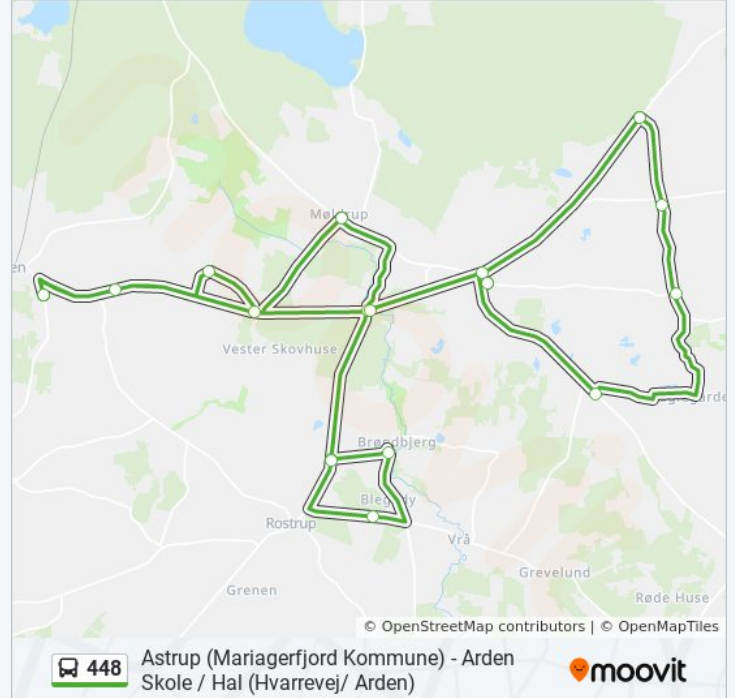 Møldrup
en
Vester Skovhuse
Brøndbjerg
Rostrup
Vrå
Grevelund
Grenen
Røde Huse
© OpenStreetMap contributors | © OpenMapTiles
448
Astrup (Mariagerfjord Kommune) - Arden
Skole / Hal (Hvarrevej/ Arden)
moovit